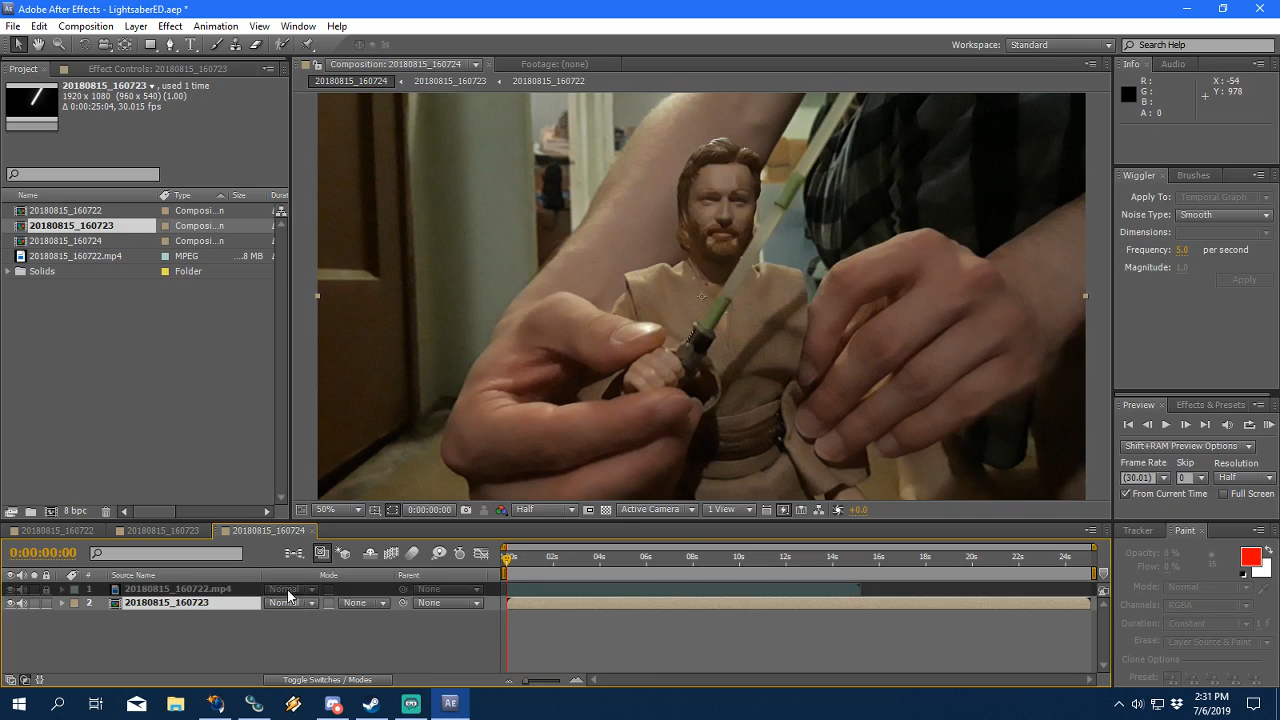 Adobe After Effects - LightsaberED.aep *
File Edit Composition Layer Effect Animation View Window Help
Workspace: Standard Search Help
Project Effect Controls: 20180815_160723
Composition: 20180815_160724 Footage: (none)
Info Audio
20180815_160723 , used 1 time
1920 x 1080 (960 x 540) (1.00)
Δ 0:00:25:04, 30.015 fps
20180815_160724 20180815_160723 20180815_160722
R : X : -54
G : Y : 978
B :
A : 0
Wiggler Brushes
Apply To: Temporal Graph
Noise Type: Smooth
Dimensions:
Frequency: 5.0 per second
Magnitude: 1.0
Apply
Name Type Size Durat
20180815_160722 Composi...n
20180815_160723 Composi...n
20180815_160724 Composi...n
20180815_160722.mp4 MPEG ....8 MB
Solids Folder
8 bpc
50% 0:00:00:00 Half Active Camera 1 View +0.0
Preview Effects & Presets
Shift+RAM Preview Options
Frame Rate Skip Resolution
(30.01) 0 Half
From Current Time Full Screen
20180815_160722 20180815_160723 20180815_160724
0:00:00:00
02s 04s 06s 08s 10s 12s 14s 16s 18s 20s 22s 24s
# Source Name Mode Parent
1 20180815_160722.mp4 Normal None
2 20180815_160723 Normal None None
Toggle Switches / Modes
Tracker Paint
Opacity: 0 %
Flow: 0 %
15
Mode: Normal
Channels: RGBA
Duration: Constant 1 f
Erase: Layer Source & Paint
Clone Options
Preset:
Ae
2:31 PM
7/6/2019